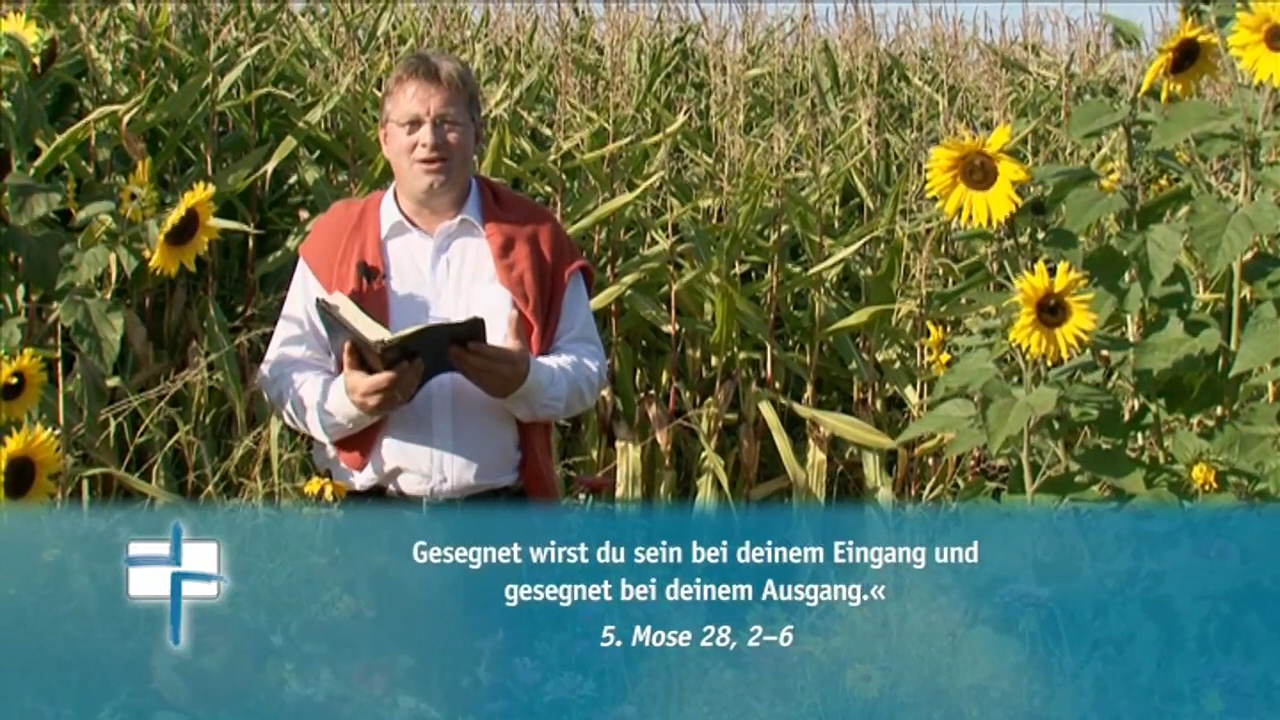 Gesegnet wirst du sein bei deinem Eingang und
gesegnet bei deinem Ausgang.«
5. Mose 28, 2–6